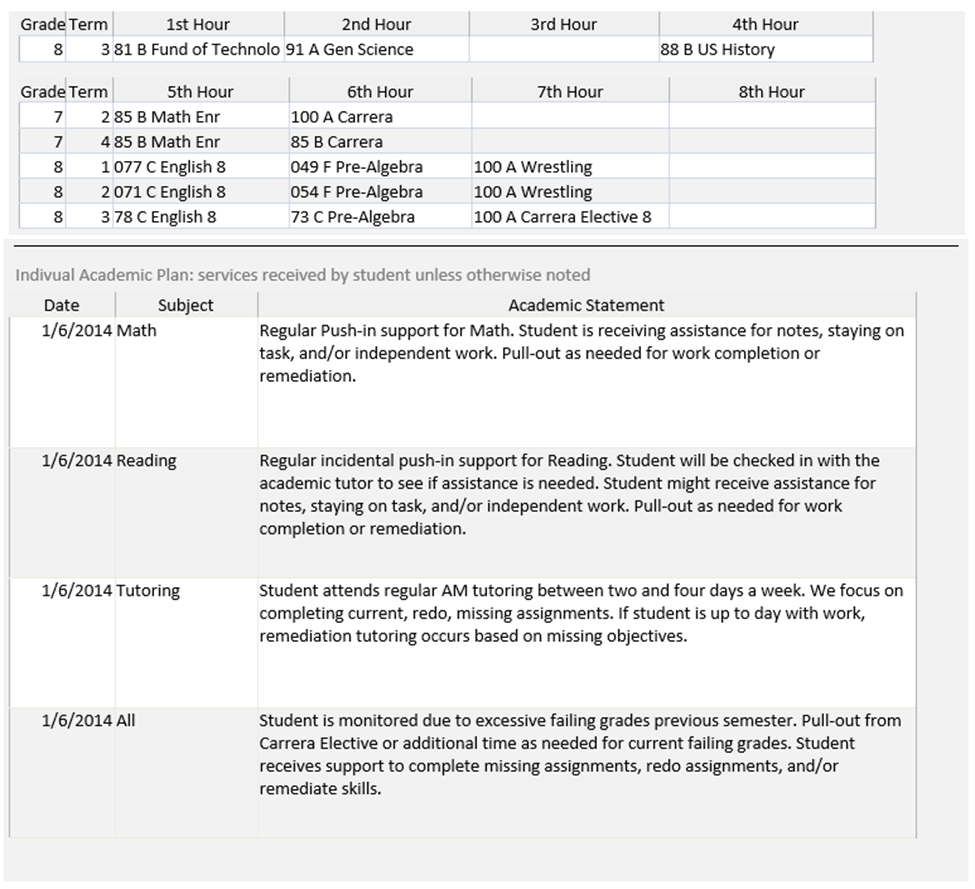 Grade Term 1st Hour 2nd Hour 3rd Hour 4th Hour
8 3 81 B Fund of Technolo 91 A Gen Science 88 B US History
Grade Term 5th Hour 6th Hour 7th Hour 8th Hour
7 2 85 B Math Enr 100 A Carrera
7 4 85 B Math Enr 85 B Carrera
8 1 077 C English 8 049 F Pre-Algebra 100 A Wrestling
8 2 071 C English 8 054 F Pre-Algebra 100 A Wrestling
8 3 78 C English 8 73 C Pre-Algebra 100 A Carrera Elective 8
Indivual Academic Plan: services received by student unless otherwise noted
Date Subject Academic Statement
1/6/2014 Math Regular Push-in support for Math. Student is receiving assistance for notes, staying on
task, and/or independent work. Pull-out as needed for work completion or
remediation.
1/6/2014 Reading Regular incidental push-in support for Reading. Student will be checked in with the
academic tutor to see if assistance is needed. Student might receive assistance for
notes, staying on task, and/or independent work. Pull-out as needed for work
completion or remediation.
1/6/2014 Tutoring Student attends regular AM tutoring between two and four days a week. We focus on
completing current, redo, missing assignments. If student is up to day with work,
remediation tutoring occurs based on missing objectives.
1/6/2014 All Student is monitored due to excessive failing grades previous semester. Pull-out from
Carrera Elective or additional time as needed for current failing grades. Student
receives support to complete missing assignments, redo assignments, and/or
remediate skills.